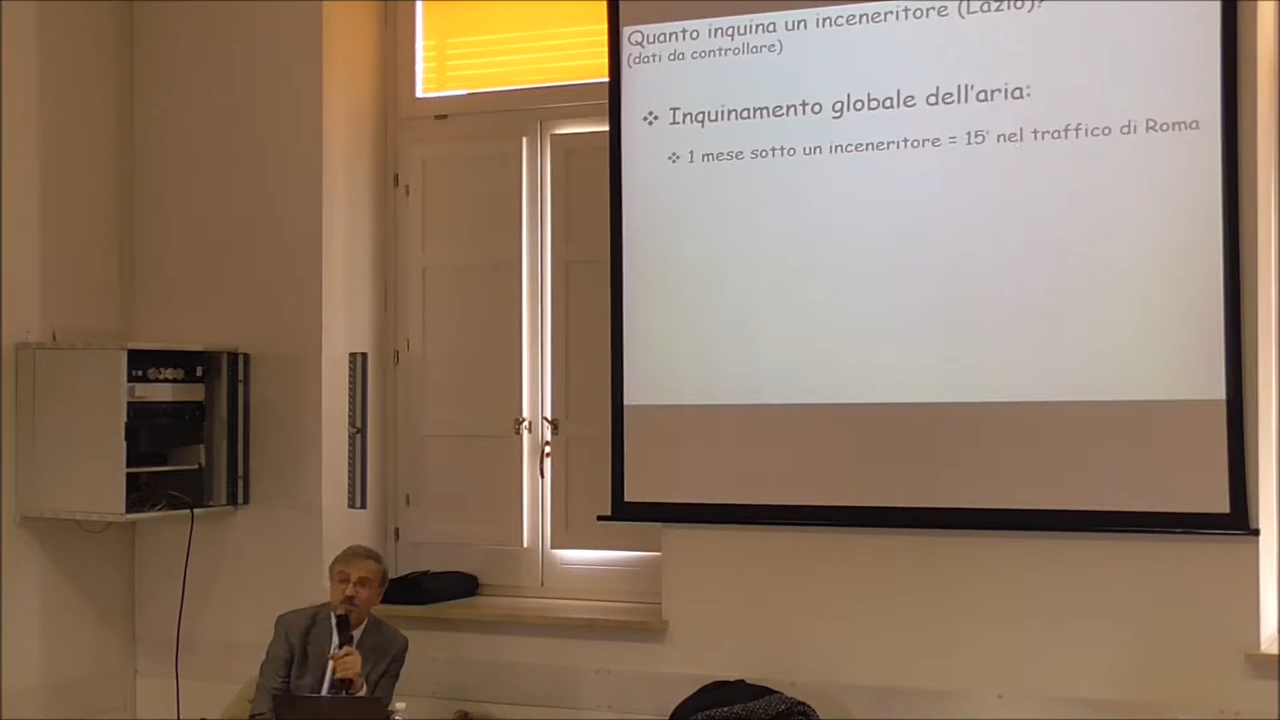 Quanto inquina un inceneritore (Lazio)?
(dati da controllare)
❖ Inquinamento globale dell'aria:
❖ 1 mese sotto un inceneritore = 15' nel traffico di Roma